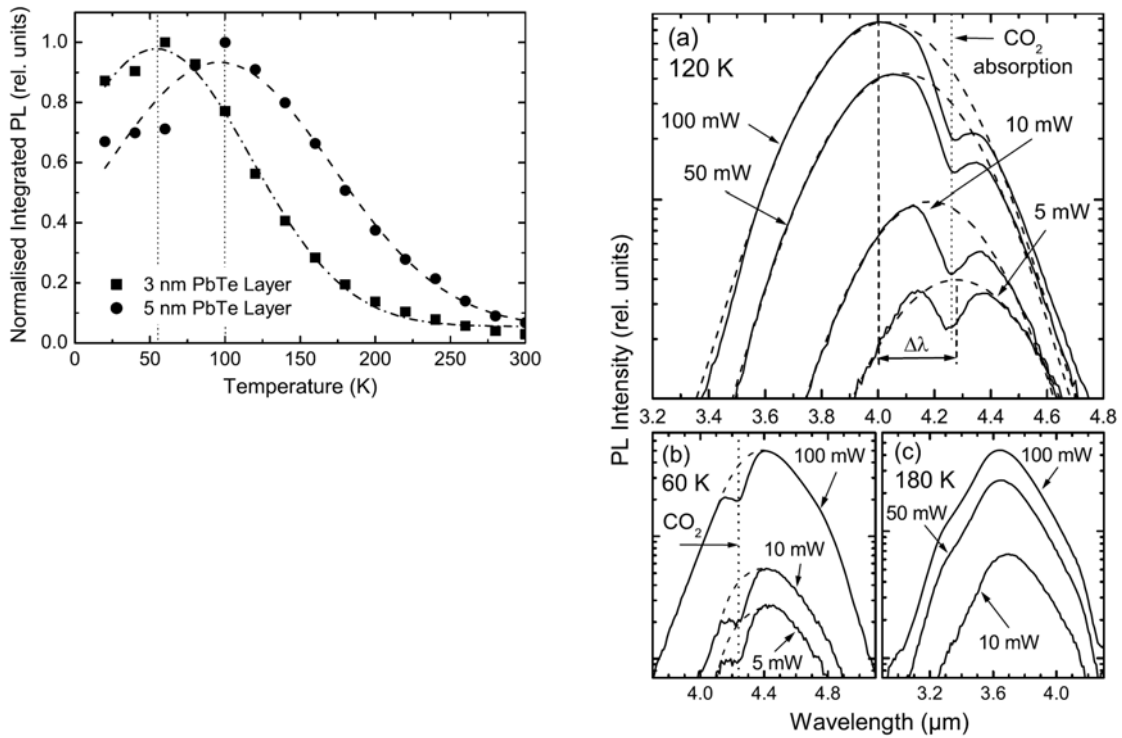 Normalised Integrated PL (rel. units)
1.0
0.8
0.6
0.4
0.2
0.0
3 nm PbTe Layer
5 nm PbTe Layer
0 50 100 150 200 250 300
Temperature (K)
PL Intensity (rel. units)
(a)
120 K
CO2
absorption
100 mW
50 mW
10 mW
5 mW
Δλ
3.2 3.4 3.6 3.8 4.0 4.2 4.4 4.6 4.8
(b)
60 K
100 mW
CO2
10 mW
5 mW
4.0 4.4 4.8
(c)
180K
100 mW
50 mW
10 mW
3.2 3.6 4.0
Wavelength (µm)